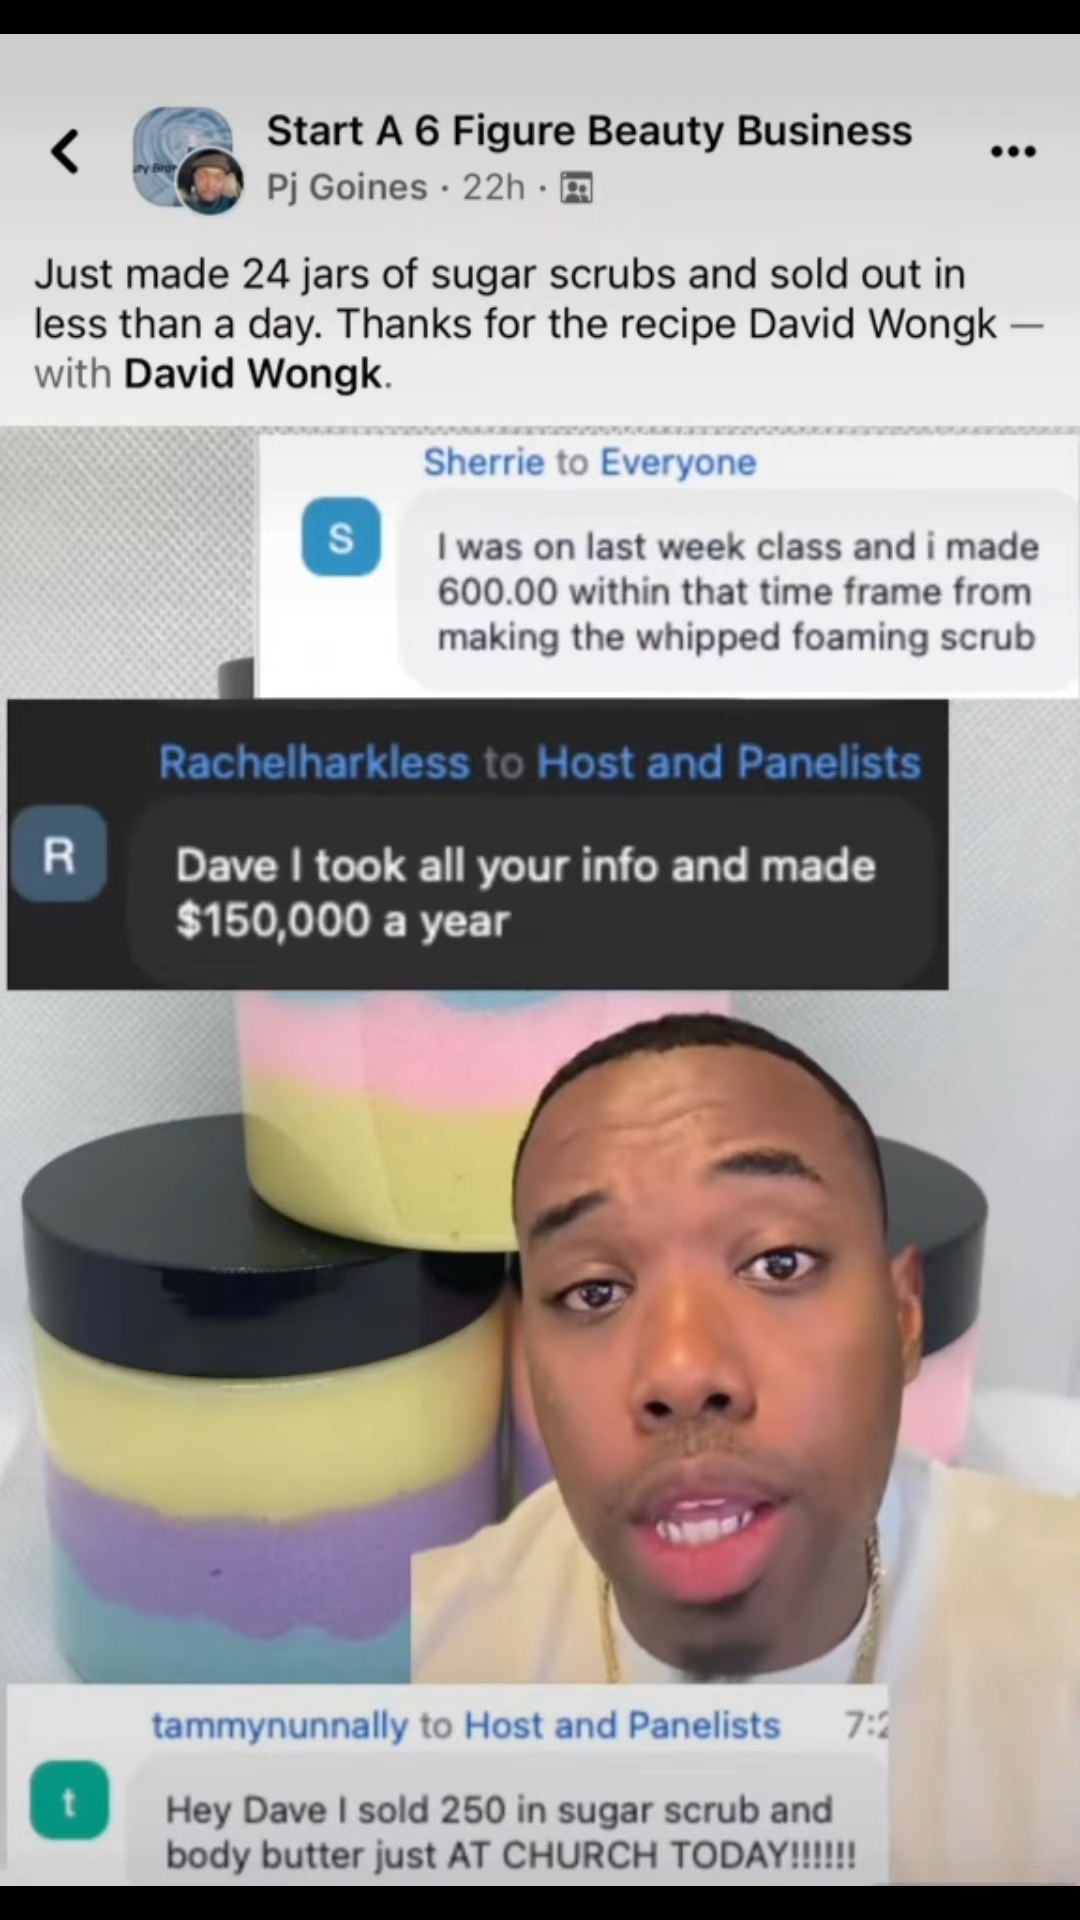 Start A 6 Figure Beauty Business
Pj Goines · 22h ·
Just made 24 jars of sugar scrubs and sold out in
less than a day. Thanks for the recipe David Wongk —
with David Wongk.
Sherrie to Everyone
S
I was on last week class and i made
600.00 within that time frame from
making the whipped foaming scrub
Rachelharkless to Host and Panelists
R
Dave I took all your info and made
$150,000 a year
tammynunnally to Host and Panelists
t
Hey Dave I sold 250 in sugar scrub and
body butter just AT CHURCH TODAY!!!!!!